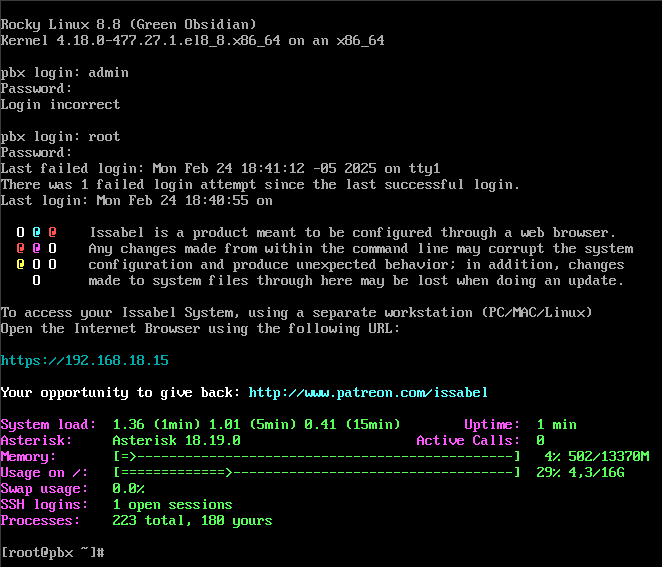 Rocky Linux 8.8 (Green Obsidian)
Kernel 4.18.0-477.27.1.el8_8.x86_64 on an x86_64
pbx login: admin
Password:
Login incorrect
pbx login: root
Password:
Last failed login: Mon Feb 24 18:41:12 -05 2025 on tty1
There was 1 failed login attempt since the last successful login.
Last login: Mon Feb 24 18:40:55 on
O @ @    Issabel is a product meant to be configured through a web browser.
@ @ O    Any changes made from within the command line may corrupt the system
@ O O    configuration and produce unexpected behavior; in addition, changes
O    made to system files through here may be lost when doing an update.
To access your Issabel System, using a separate workstation (PC/MAC/Linux)
Open the Internet Browser using the following URL:
https://192.168.18.15
Your opportunity to give back: http://www.patreon.com/issabel
System load:  1.36 (1min) 1.01 (5min) 0.41 (15min)        Uptime:  1 min
Asterisk:     Asterisk 18.19.0                      Active Calls:  0
Memory:       [=>-----------------------------------------------]   4% 502/13370M
Usage on /:   [=============>-----------------------------------]  29% 4,3/16G
Swap usage:   0.0%
SSH logins:   1 open sessions
Processes:    223 total, 180 yours
[root@pbx ~]#